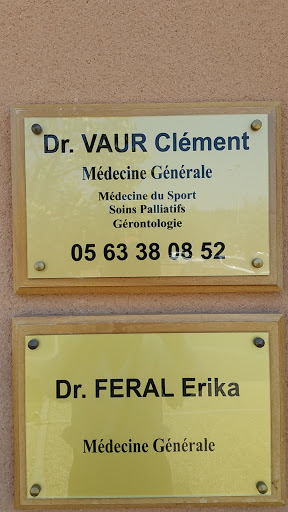 Dr. VAUR Clément
Médecine Générale
Médecine du Sport
Soins Palliatifs
Gérontologie
05 63 38 08 52
Dr. FERAL Erika
Médecine Générale